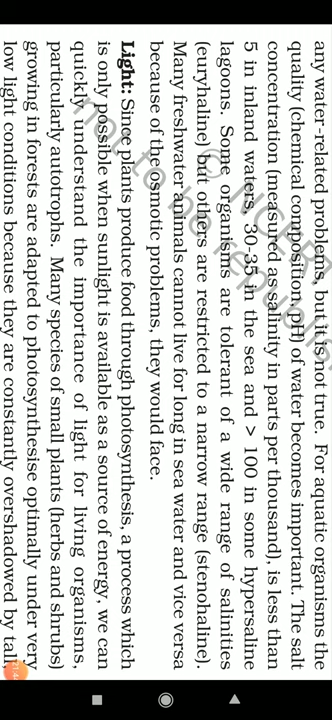 any water-related problems, but it is not true. For aquatic organisms the
quality (chemical composition, pH) of water becomes important. The salt
concentration (measured as salinity in parts per thousand), is less than
5 in inland waters, 30-35 in the sea and > 100 in some hypersaline
lagoons. Some organisms are tolerant of a wide range of salinities
(euryhaline) but others are restricted to a narrow range (stenohaline).
Many freshwater animals cannot live for long in sea water and vice versa
because of the osmotic problems, they would face.
Light: Since plants produce food through photosynthesis, a process which
is only possible when sunlight is available as a source of energy, we can
quickly understand the importance of light for living organisms,
particularly autotrophs. Many species of small plants (herbs and shrubs)
growing in forests are adapted to photosynthesise optimally under very
low light conditions because they are constantly overshadowed by tall,
© NCERT
not to be republish